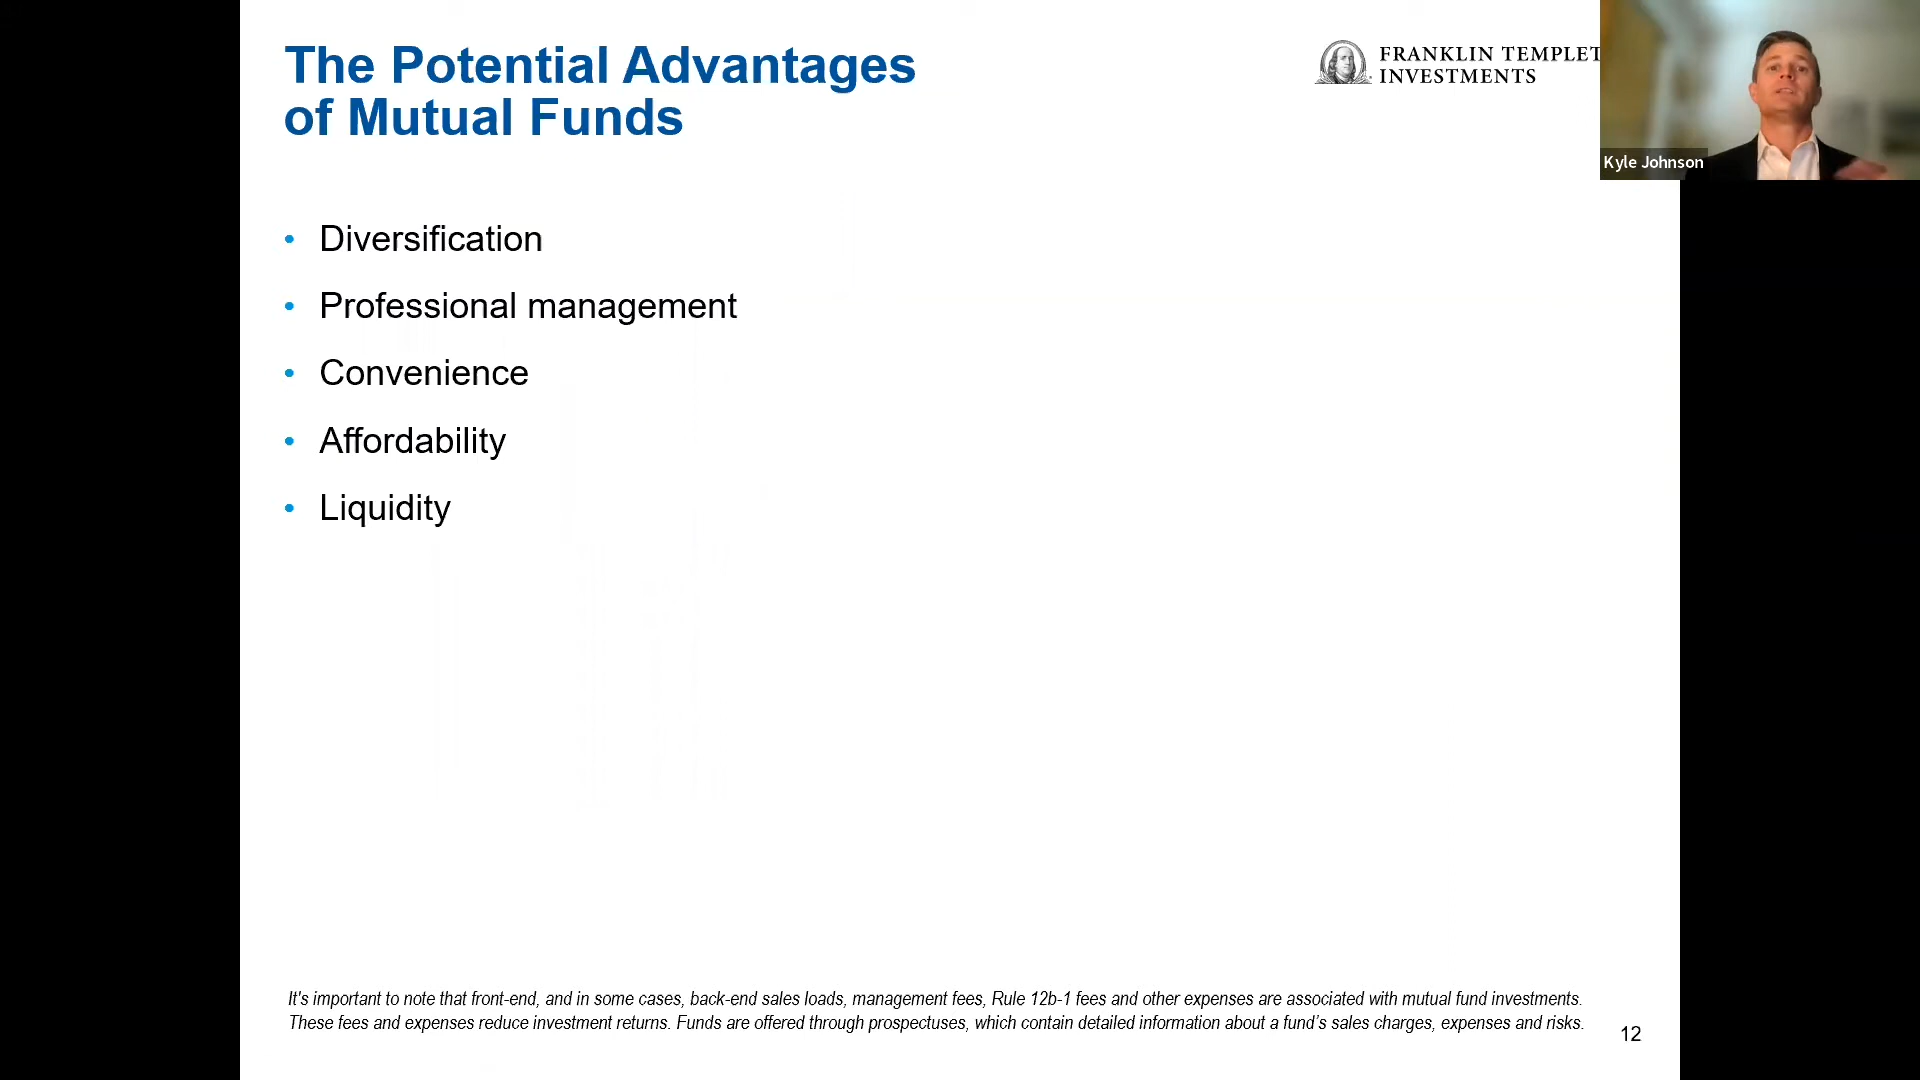 The Potential Advantages
of Mutual Funds
FRANKLIN TEMPLET
INVESTMENTS
Kyle Johnson
• Diversification
• Professional management
• Convenience
• Affordability
• Liquidity
It's important to note that front-end, and in some cases, back-end sales loads, management fees, Rule 12b-1 fees and other expenses are associated with mutual fund investments.
These fees and expenses reduce investment returns. Funds are offered through prospectuses, which contain detailed information about a fund’s sales charges, expenses and risks.
12